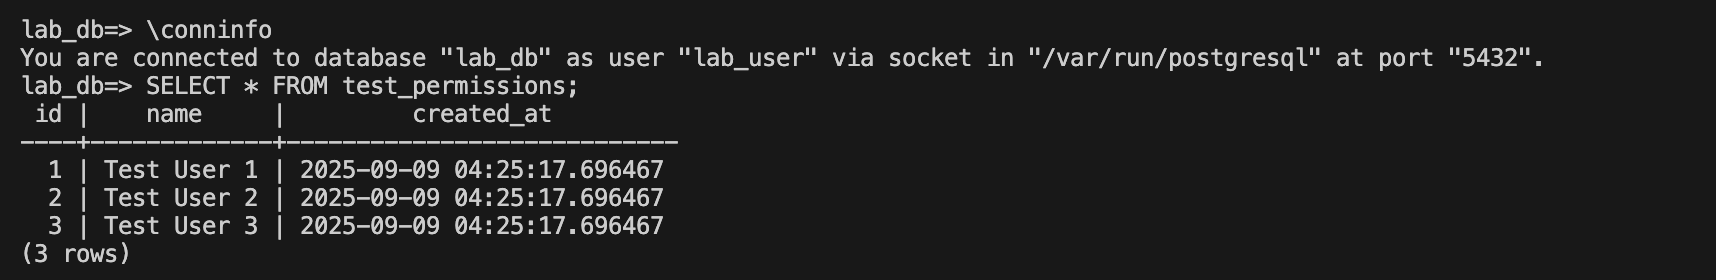 lab_db=> \conninfo
You are connected to database "lab_db" as user "lab_user" via socket in "/var/run/postgresql" at port "5432".
lab_db=> SELECT * FROM test_permissions;
 id |    name     |         created_at
----+-------------+----------------------------
  1 | Test User 1 | 2025-09-09 04:25:17.696467
  2 | Test User 2 | 2025-09-09 04:25:17.696467
  3 | Test User 3 | 2025-09-09 04:25:17.696467
(3 rows)